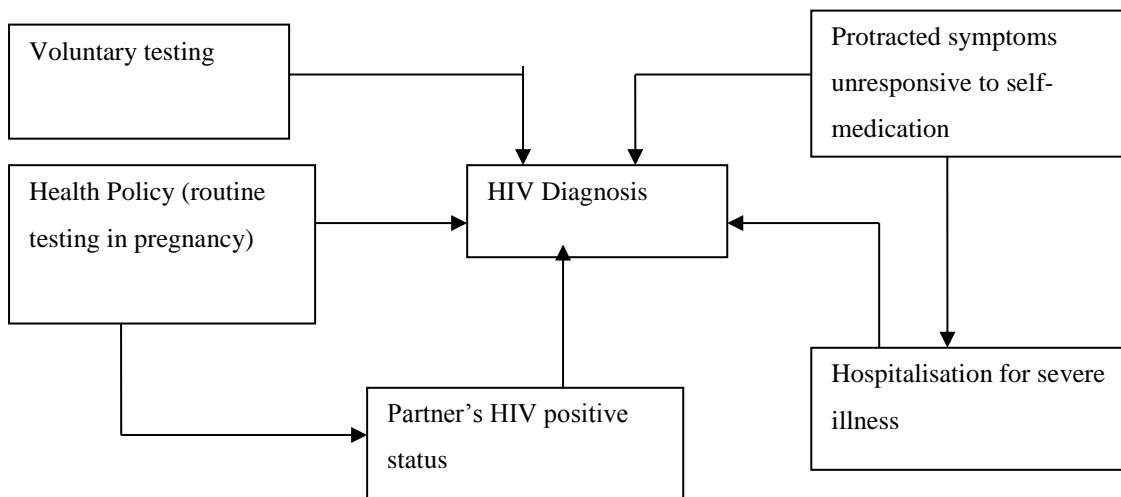 Voluntary testing
Protracted symptoms
unresponsive to self-
medication
Health Policy (routine
testing in pregnancy)
HIV Diagnosis
Partner’s HIV positive
status
Hospitalisation for severe
illness